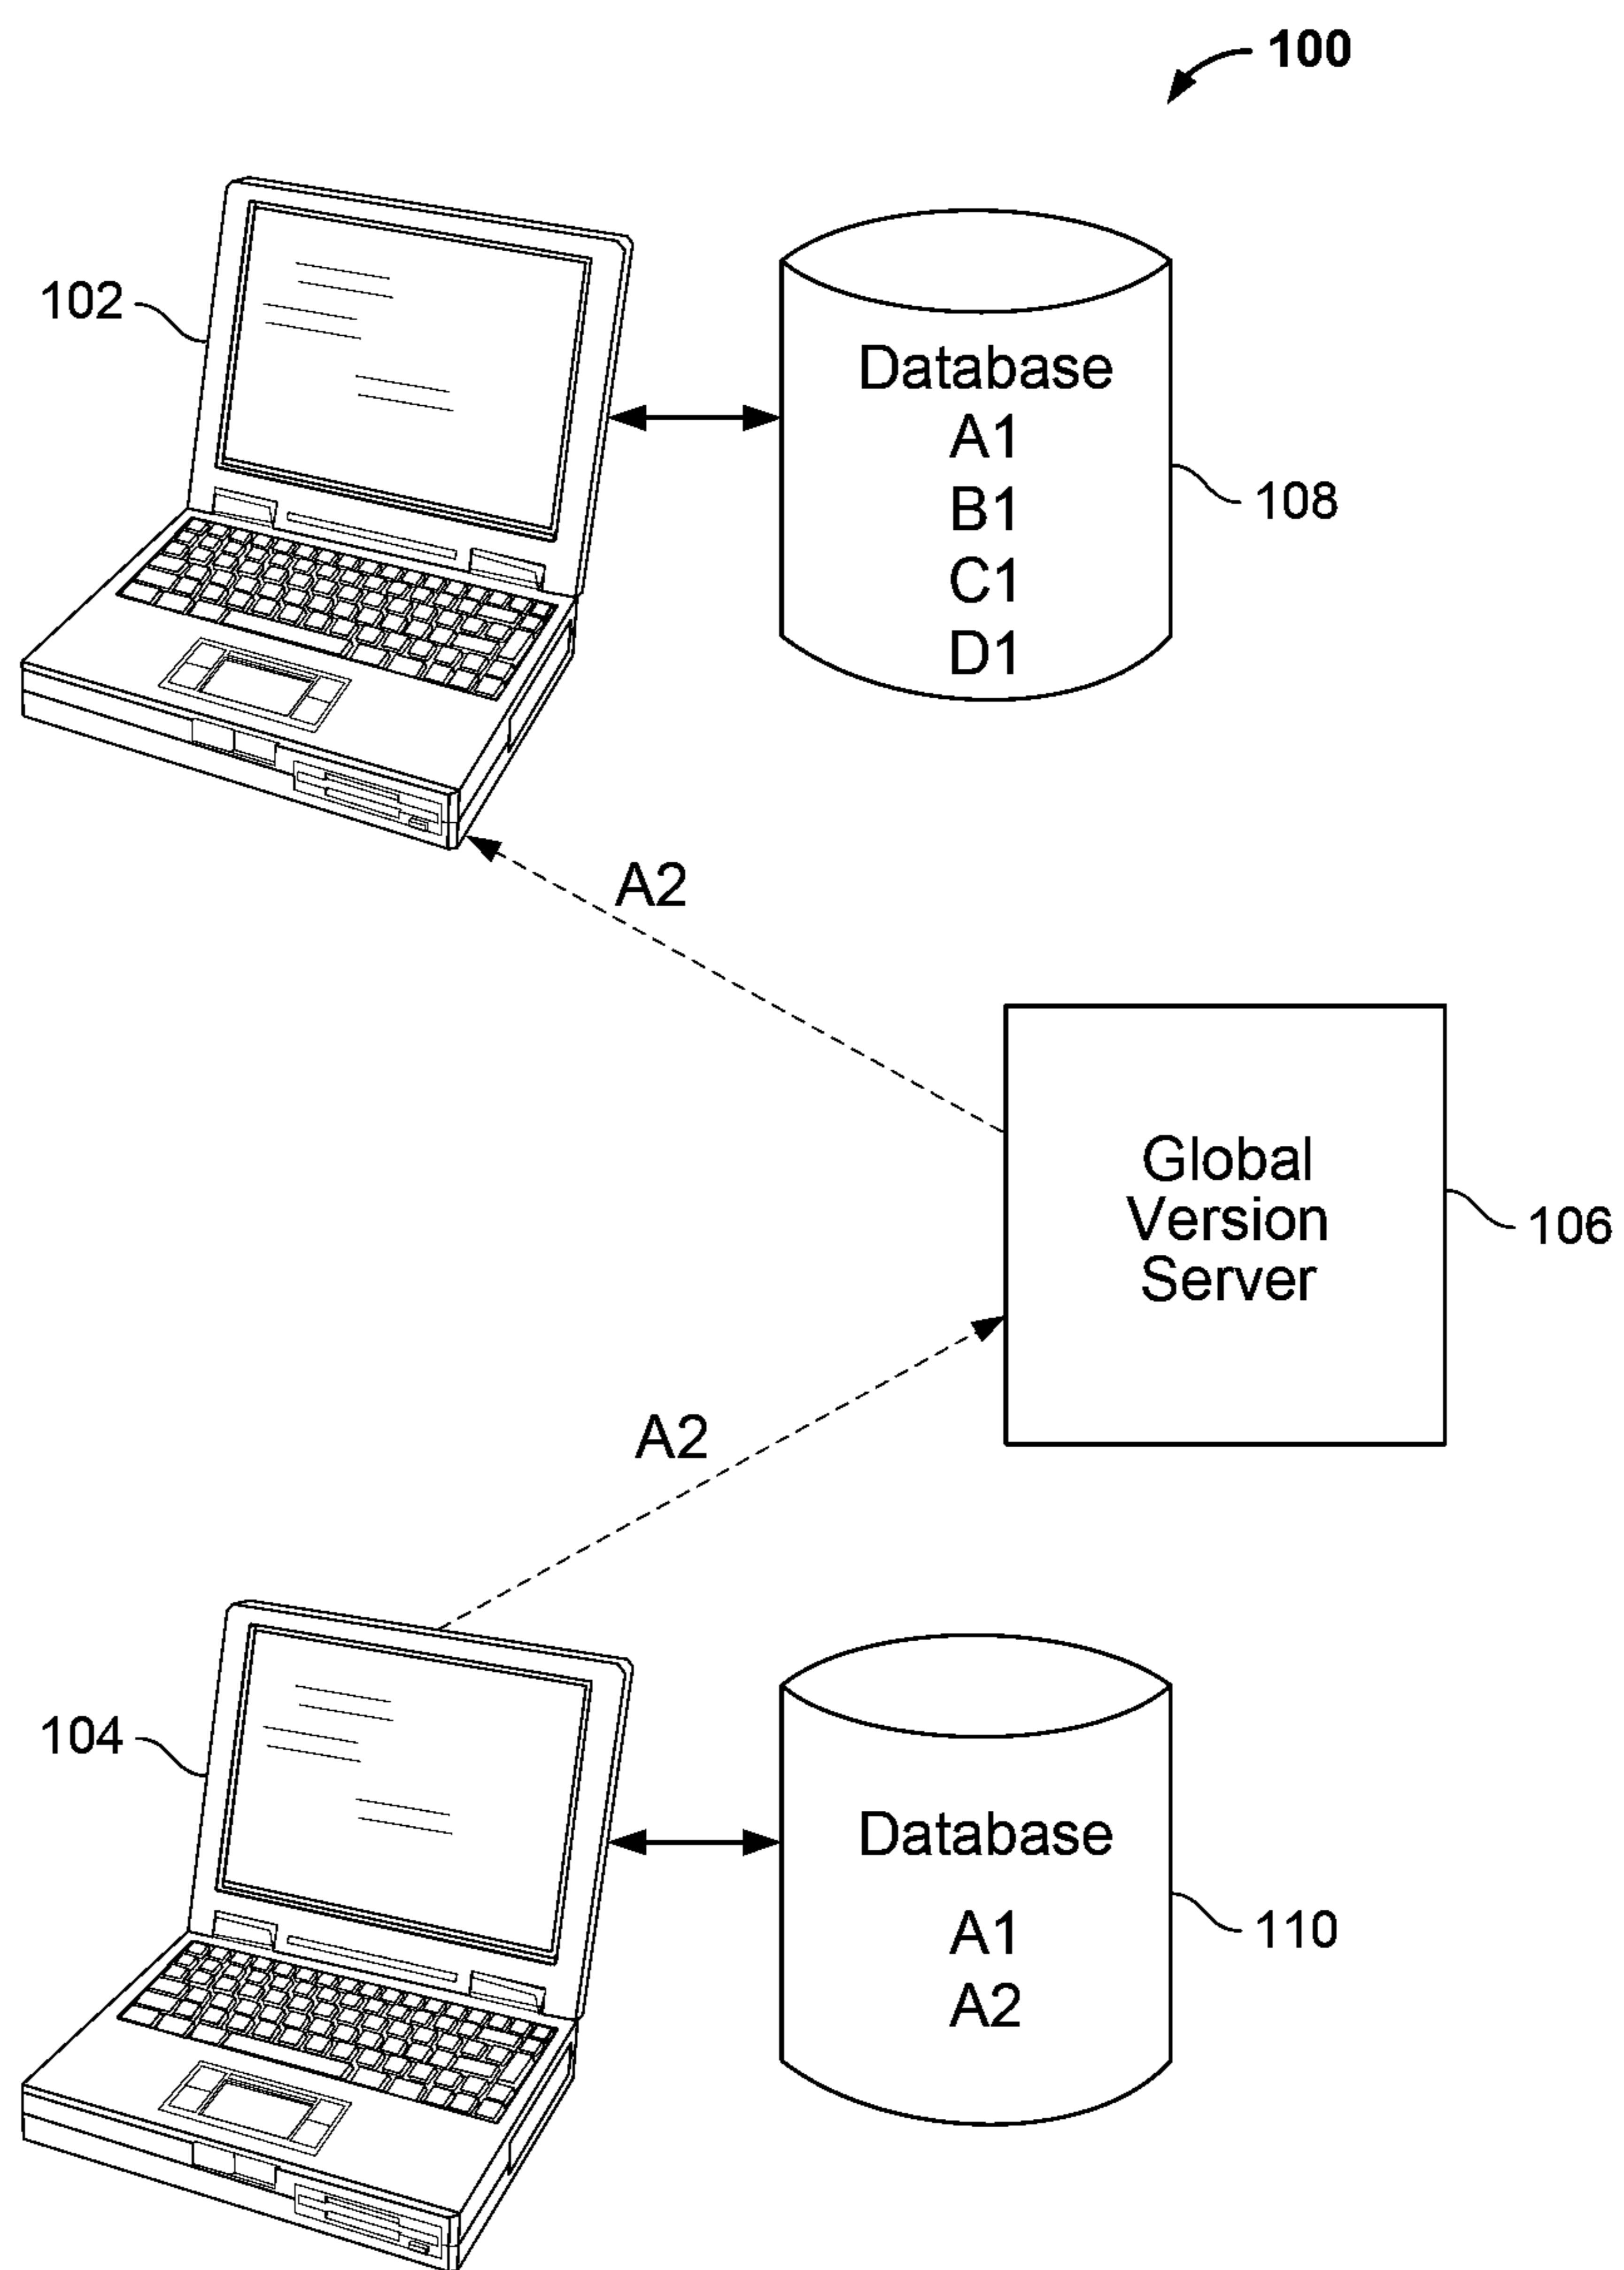 100
102
Database
A1
B1
C1
D1
108
A2
Global
Version
Server
106
A2
104
Database
A1
A2
110